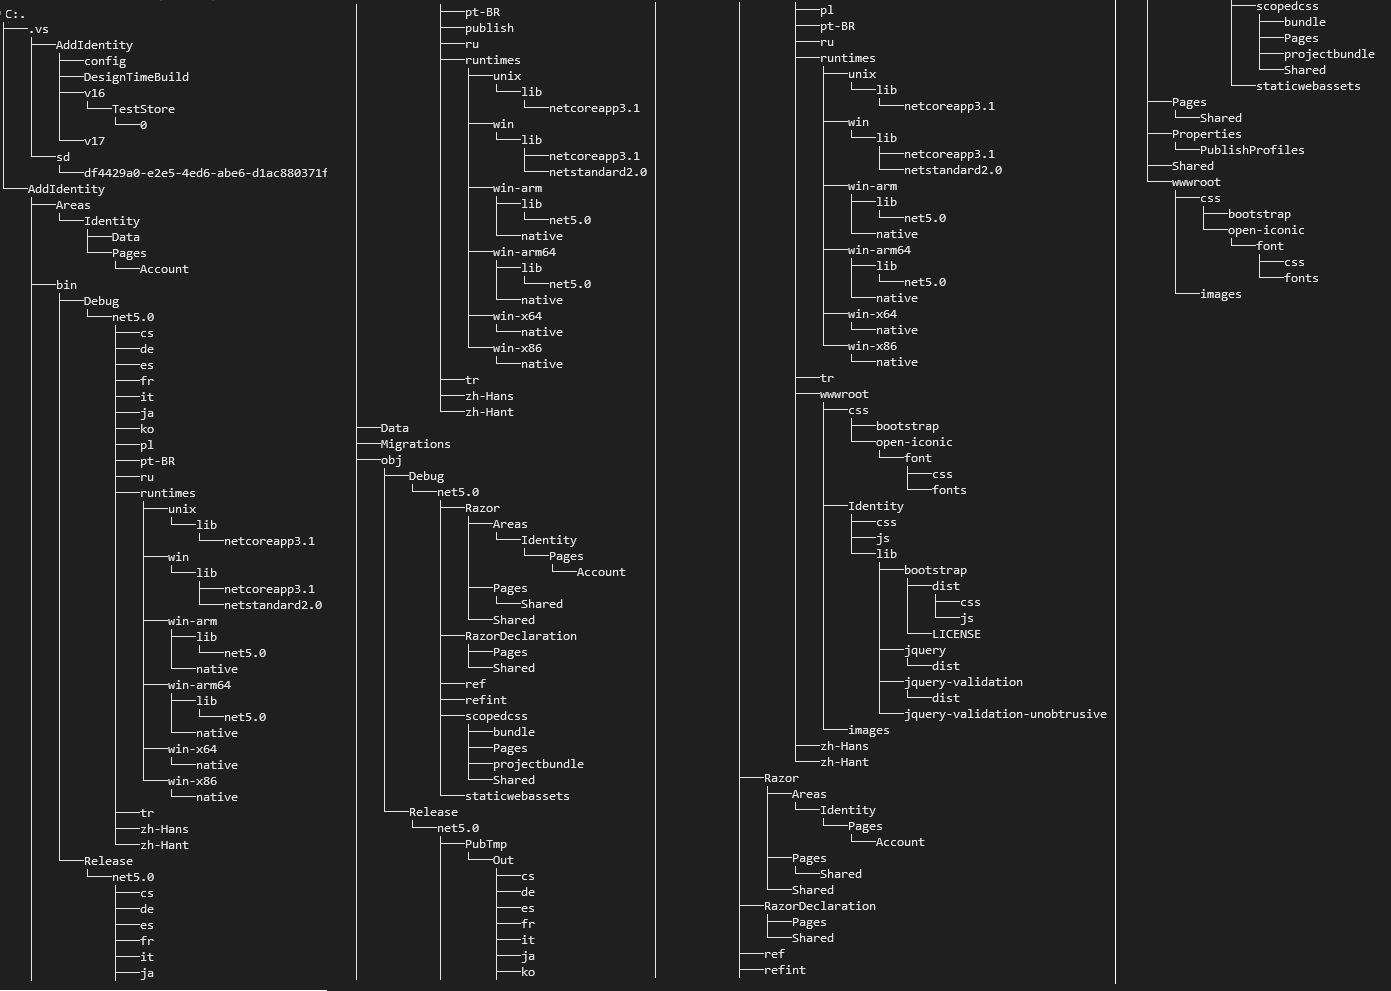 C:.
.vs
AddIdentity
config
DesignTimeBuild
v16
TestStore
0
v17
sd
df4429a0-e2e5-4ed6-abe6-d1ac880371f
AddIdentity
Areas
Identity
Data
Pages
Account
bin
Debug
net5.0
cs
de
es
fr
it
ja
ko
pl
pt-BR
ru
runtimes
unix
lib
netcoreapp3.1
win
lib
netcoreapp3.1
netstandard2.0
win-arm
lib
net5.0
native
win-arm64
lib
net5.0
native
win-x64
native
win-x86
native
tr
zh-Hans
zh-Hant
Release
net5.0
cs
de
es
fr
it
ja
pt-BR
publish
ru
runtimes
unix
lib
netcoreapp3.1
win
lib
netcoreapp3.1
netstandard2.0
win-arm
lib
net5.0
native
win-arm64
lib
net5.0
native
win-x64
native
win-x86
native
tr
zh-Hans
zh-Hant
Data
Migrations
obj
Debug
net5.0
Razor
Areas
Identity
Pages
Account
Pages
Shared
Shared
RazorDeclaration
Pages
Shared
ref
refint
scopedcss
bundle
Pages
projectbundle
Shared
staticwebassets
Release
net5.0
PubTmp
Out
cs
de
es
fr
it
ja
ko
pl
pt-BR
ru
runtimes
unix
lib
netcoreapp3.1
win
lib
netcoreapp3.1
netstandard2.0
win-arm
lib
net5.0
native
win-arm64
lib
net5.0
native
win-x64
native
win-x86
native
tr
wwwroot
css
bootstrap
open-iconic
font
css
fonts
Identity
css
js
lib
bootstrap
dist
css
js
LICENSE
jquery
dist
jquery-validation
dist
jquery-validation-unobtrusive
images
zh-Hans
zh-Hant
Razor
Areas
Identity
Pages
Account
Pages
Shared
Shared
RazorDeclaration
Pages
Shared
ref
refint
scopedcss
bundle
Pages
projectbundle
Shared
staticwebassets
Pages
Shared
Properties
PublishProfiles
Shared
wwwroot
css
bootstrap
open-iconic
font
css
fonts
images